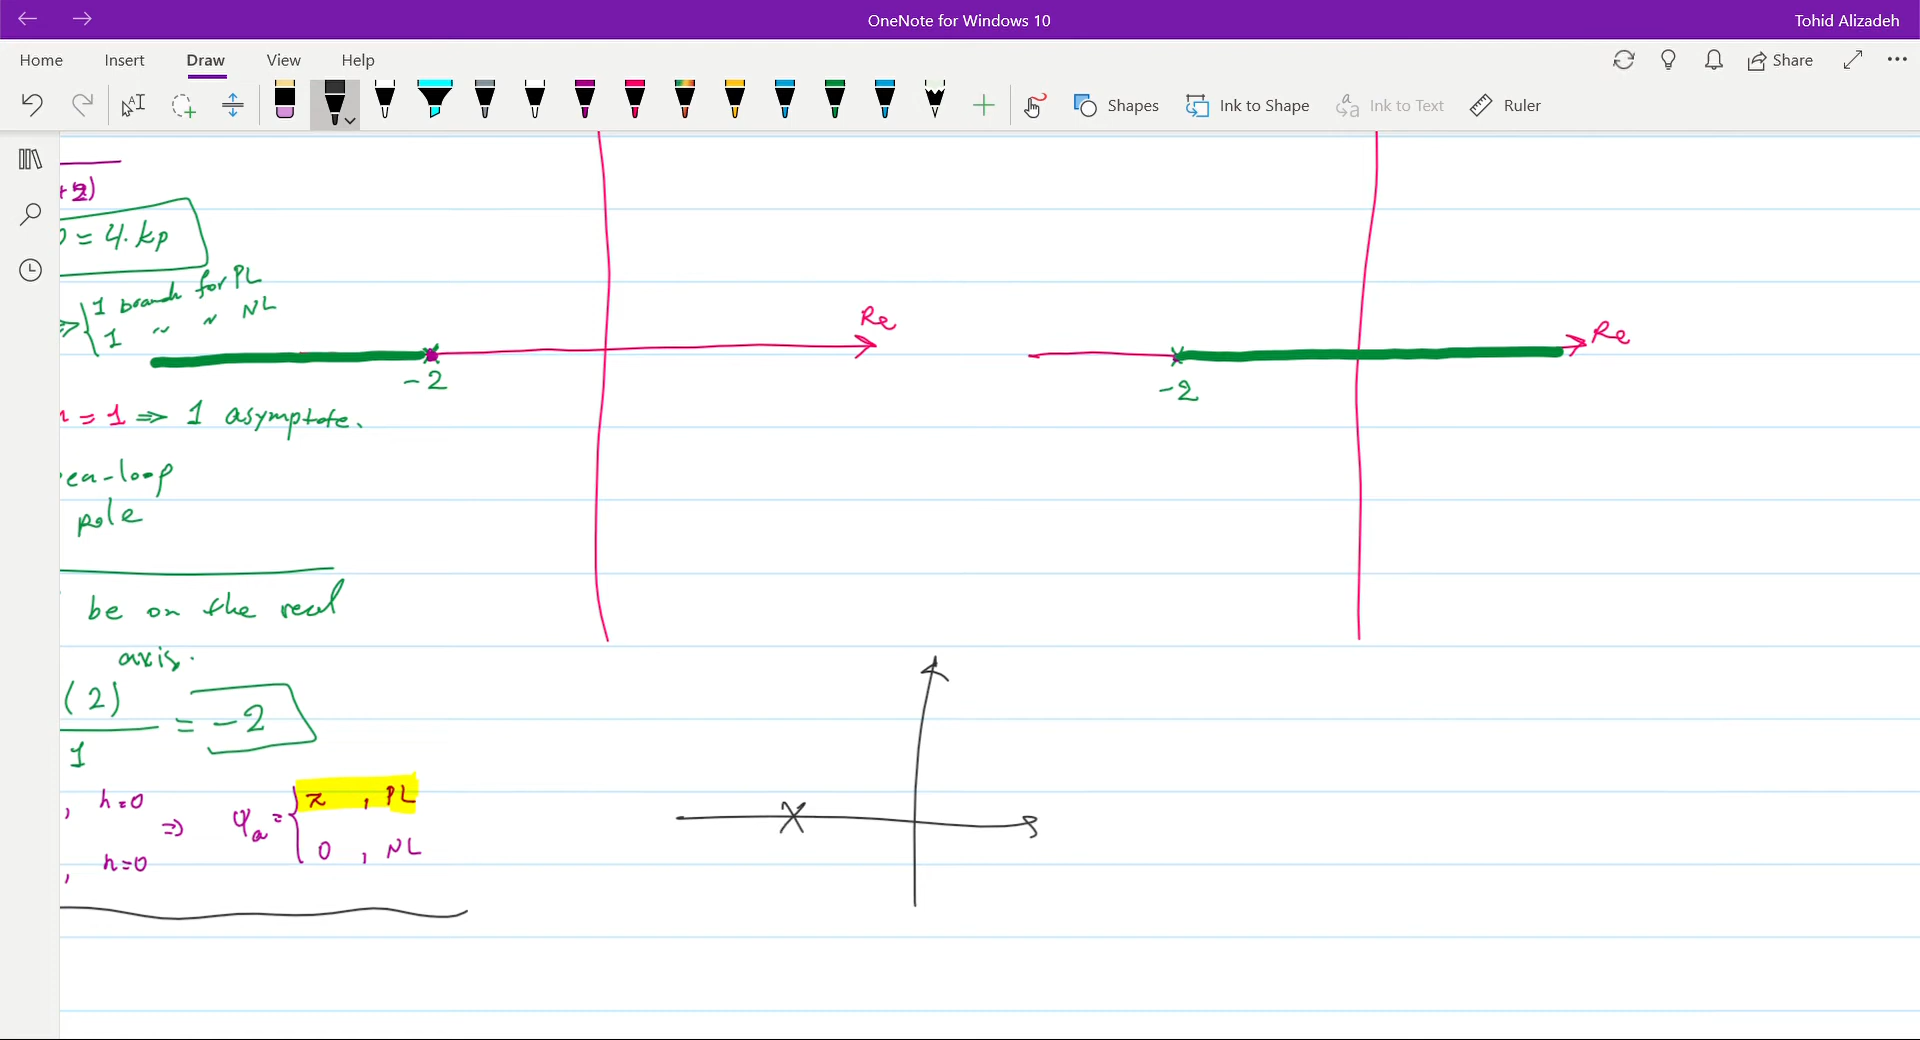 OneNote for Windows 10
Tohid Alizadeh
Home Insert Draw View Help
Share
Shapes Ink to Shape Ink to Text Ruler
+2)
= 4. kp
⇒ { 1 branch for PL
1 " " NL
Re
Re
-2
-2
= 1 ⇒ 1 asymptote.
en-loop
pole
be on the real
axis.
(2)
= -2
1
, h=0
⇒ φa = { π , PL
0 , NL
, h=0